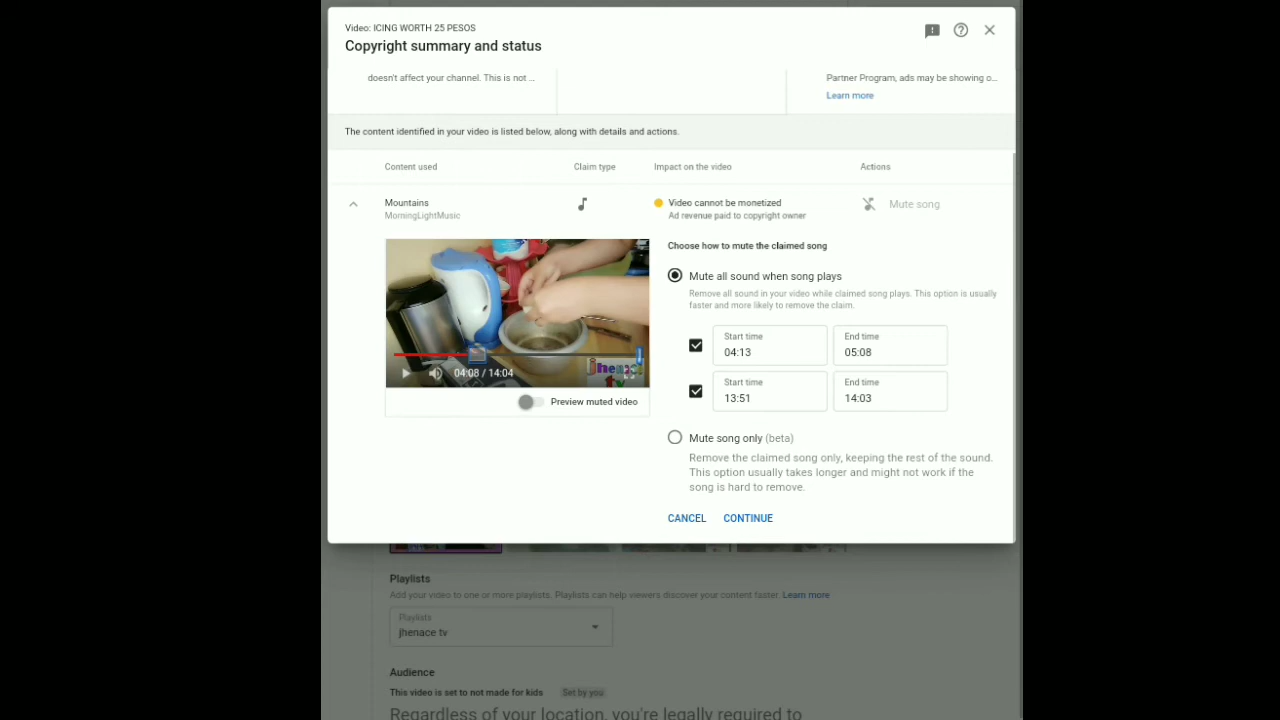 Video: ICING WORTH 25 PESOS
Copyright summary and status
doesn't affect your channel. This is not ...
Partner Program, ads may be showing o...
Learn more
The content identified in your video is listed below, along with details and actions.
Content used
Claim type
Impact on the video
Actions
Mountains
MorningLightMusic
Video cannot be monetized
Ad revenue paid to copyright owner
Mute song
Choose how to mute the claimed song
Mute all sound when song plays
Remove all sound in your video while claimed song plays. This option is usually
faster and more likely to remove the claim.
Start time
04:13
End time
05:08
Start time
13:51
End time
14:03
04:08 / 14:04
Preview muted video
Mute song only (beta)
Remove the claimed song only, keeping the rest of the sound.
This option usually takes longer and might not work if the
song is hard to remove.
CANCEL
CONTINUE
Playlists
Add your video to one or more playlists. Playlists can help viewers discover your content faster. Learn more
Playlists
jhenace tv
Audience
This video is set to not made for kids
Set by you
Regardless of your location, you're legally required to